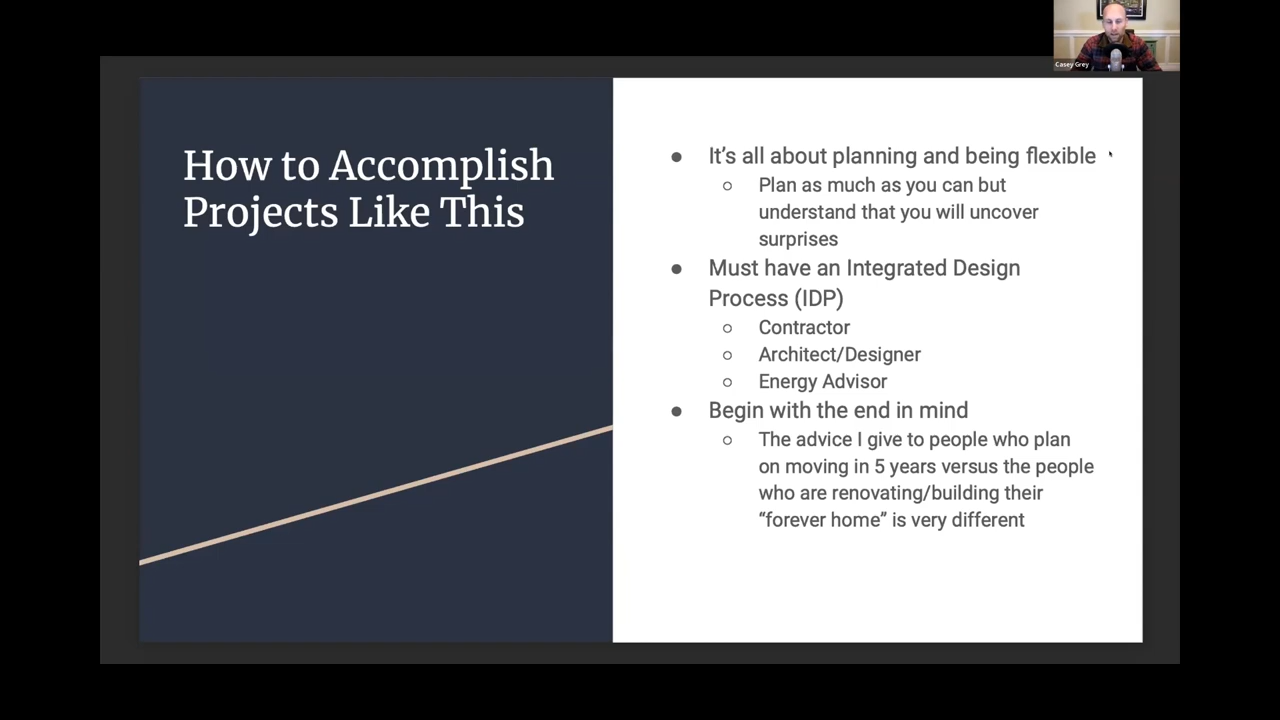 Casey Grey
How to Accomplish
Projects Like This
● It’s all about planning and being flexible
○ Plan as much as you can but
understand that you will uncover
surprises
● Must have an Integrated Design
Process (IDP)
○ Contractor
○ Architect/Designer
○ Energy Advisor
● Begin with the end in mind
○ The advice I give to people who plan
on moving in 5 years versus the people
who are renovating/building their
“forever home” is very different